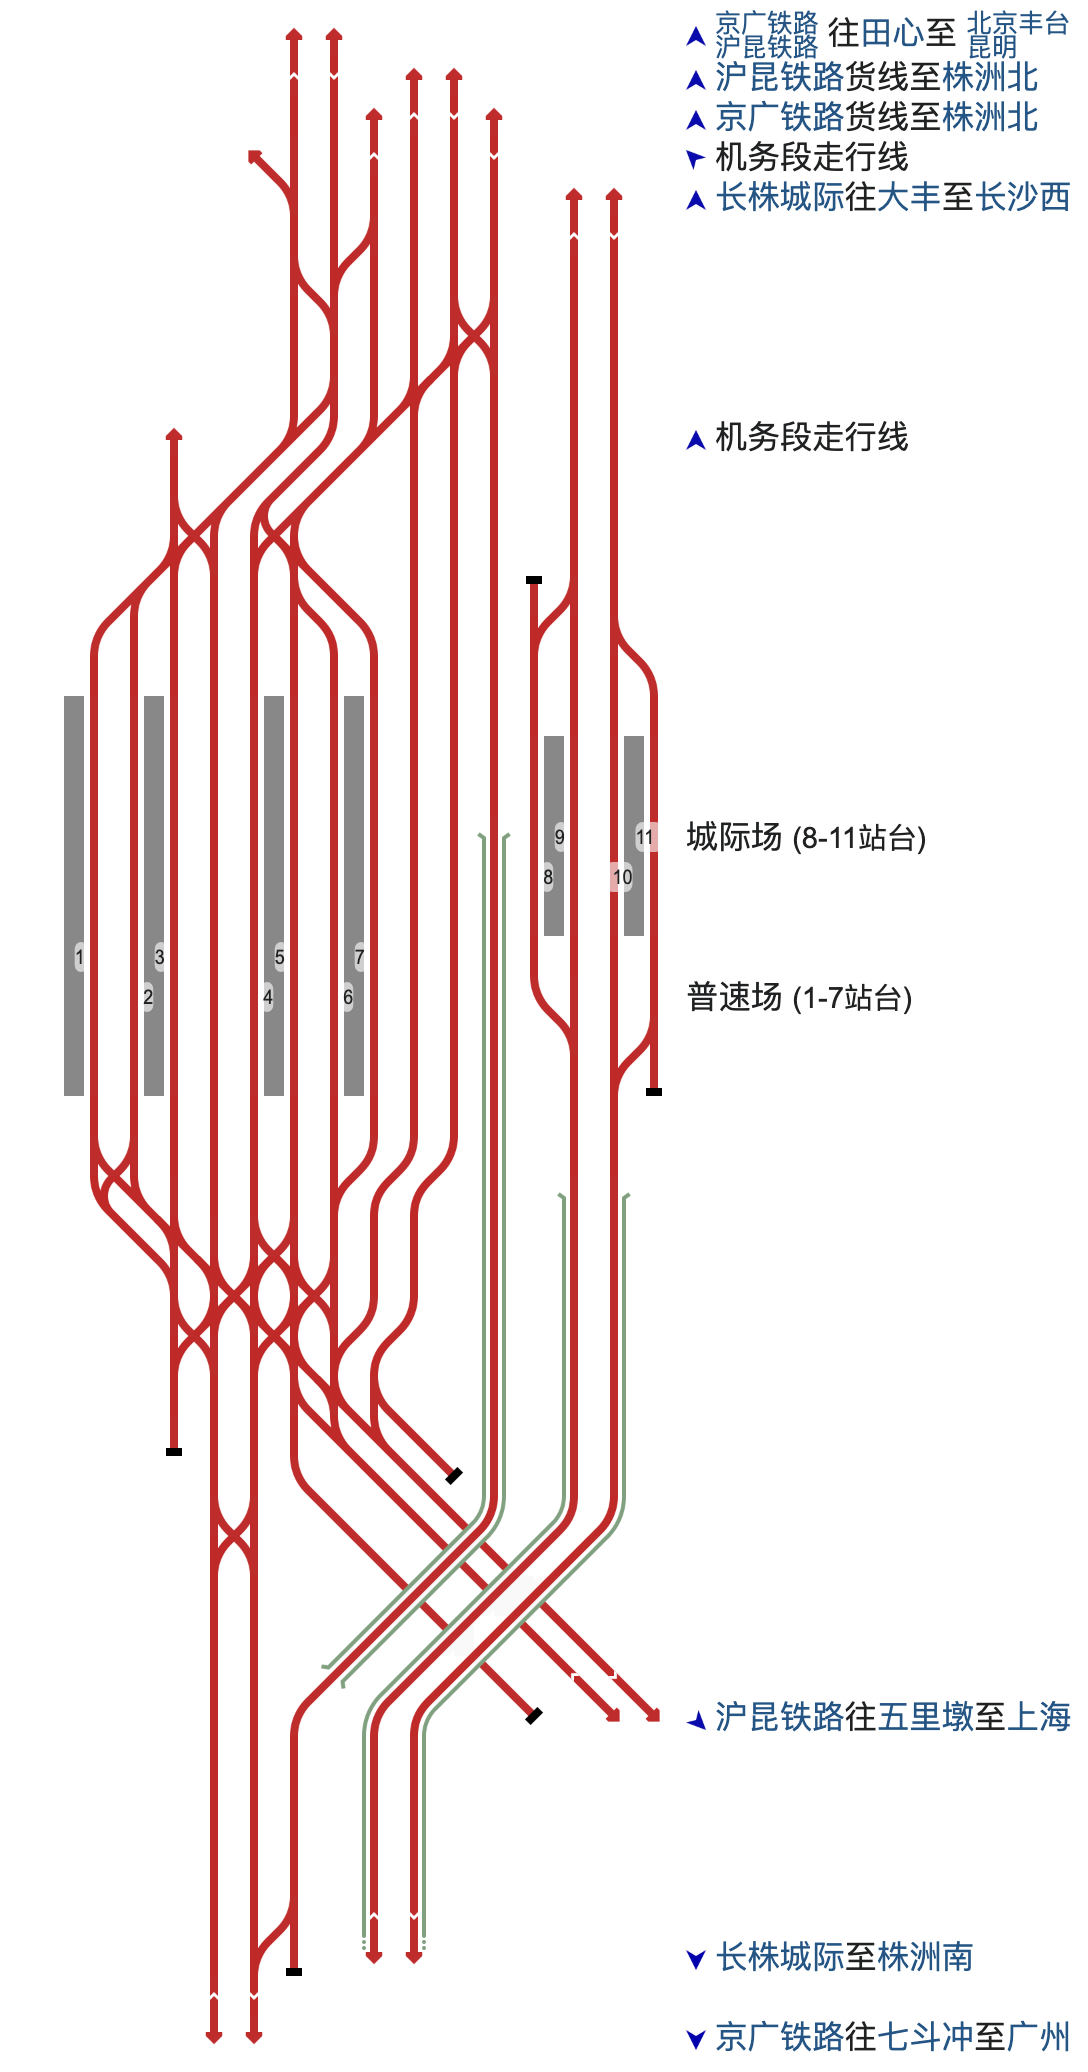 京广铁路 往田心至 北京丰台
沪昆铁路 昆明
沪昆铁路货线至株洲北
京广铁路货线至株洲北
机务段走行线
长株城际往大丰至长沙西
机务段走行线
9 11 城际场 (8-11站台)
8 10
1 3 5 7
2 4 6 普速场 (1-7站台)
沪昆铁路往五里墩至上海
长株城际至株洲南
京广铁路往七斗冲至广州